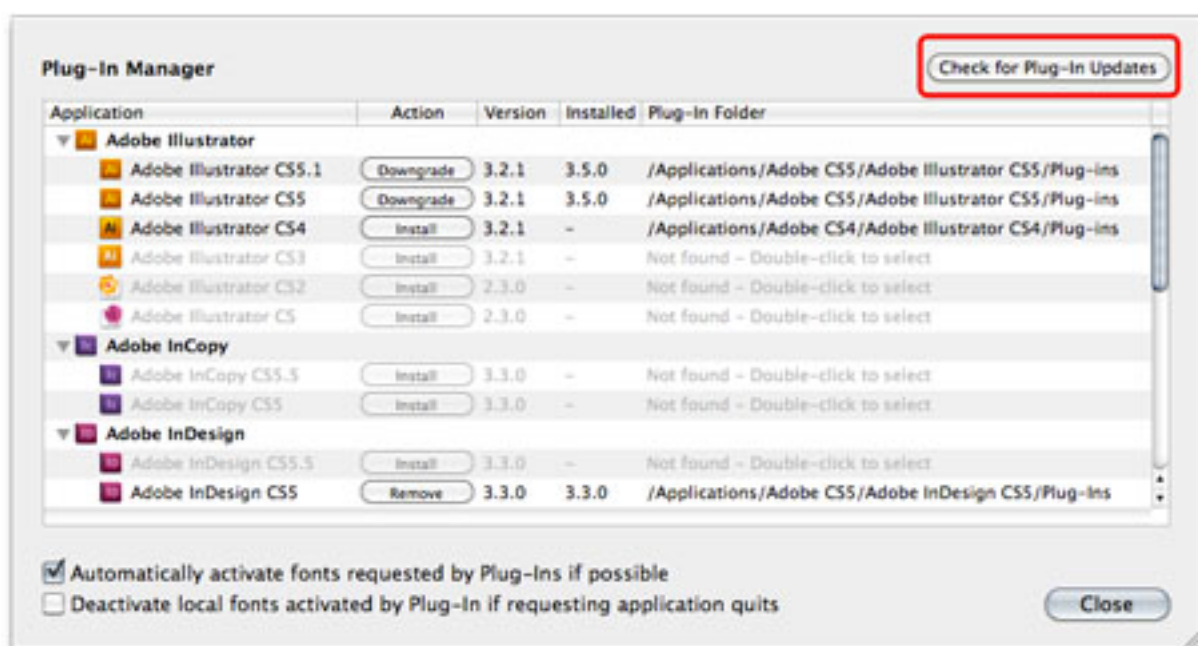 Plug-In Manager Check for Plug-In Updates
Application Action Version Installed Plug-In Folder
Adobe Illustrator
Adobe Illustrator CS5.1 Downgrade 3.2.1 3.5.0 /Applications/Adobe CS5/Adobe Illustrator CS5/Plug-ins
Adobe Illustrator CS5 Downgrade 3.2.1 3.5.0 /Applications/Adobe CS5/Adobe Illustrator CS5/Plug-ins
Ai Adobe Illustrator CS4 Install 3.2.1 - /Applications/Adobe CS4/Adobe Illustrator CS4/Plug-ins
Adobe Illustrator CS3 Install 3.2.1 - Not found - Double-click to select
Adobe Illustrator CS2 Install 2.3.0 - Not found - Double-click to select
Adobe Illustrator CS Install 2.3.0 - Not found - Double-click to select
Adobe InCopy
Adobe InCopy CS5.5 Install 3.3.0 - Not found - Double-click to select
Adobe InCopy CS5 Install 3.3.0 - Not found - Double-click to select
Adobe InDesign
Adobe InDesign CS5.5 Install 3.3.0 - Not found - Double-click to select
Adobe InDesign CS5 Remove 3.3.0 3.3.0 /Applications/Adobe CS5/Adobe InDesign CS5/Plug-Ins
Automatically activate fonts requested by Plug-Ins if possible
Deactivate local fonts activated by Plug-In if requesting application quits
Close